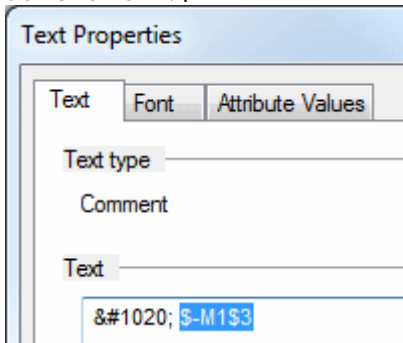 Text Properties
Text Font Attribute Values
Text type
Comment
Text
&#1020; $-M1$3